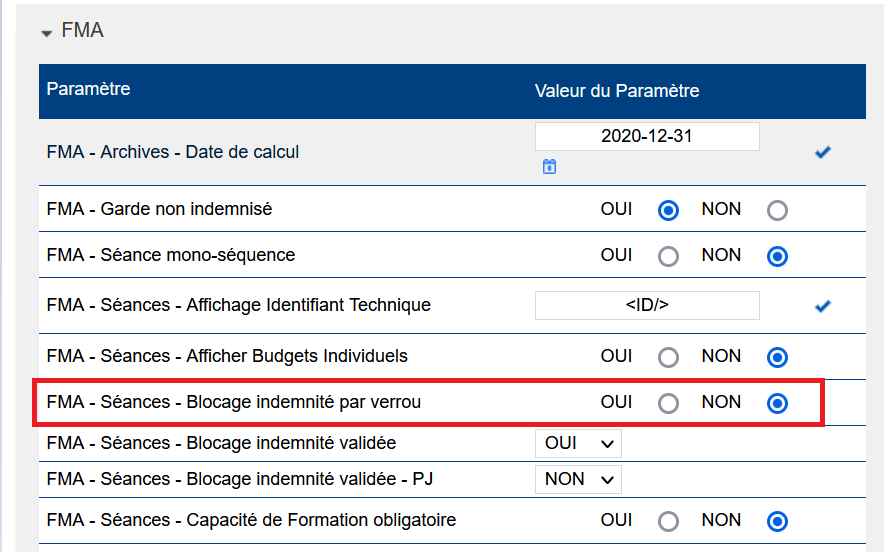 FMA
Paramètre Valeur du Paramètre
FMA - Archives - Date de calcul 2020-12-31
FMA - Garde non indemnisé OUI NON
FMA - Séance mono-séquence OUI NON
FMA - Séances - Affichage Identifiant Technique <ID/>
FMA - Séances - Afficher Budgets Individuels OUI NON
FMA - Séances - Blocage indemnité par verrou OUI NON
FMA - Séances - Blocage indemnité validée OUI
FMA - Séances - Blocage indemnité validée - PJ NON
FMA - Séances - Capacité de Formation obligatoire OUI NON